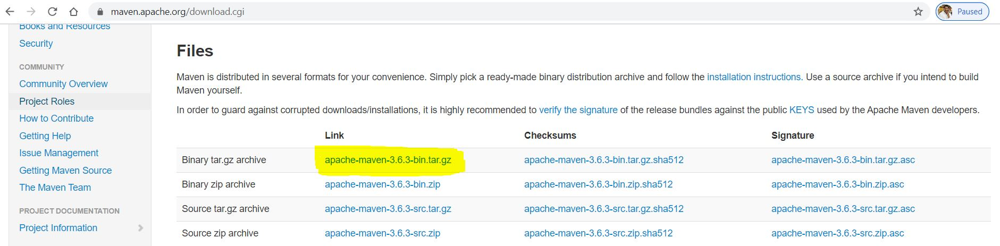 maven.apache.org/download.cgi
Paused
Books and Resources
Security
COMMUNITY
Community Overview
Project Roles
How to Contribute
Getting Help
Issue Management
Getting Maven Source
The Maven Team
PROJECT DOCUMENTATION
Project Information
Files
Maven is distributed in several formats for your convenience. Simply pick a ready-made binary distribution archive and follow the installation instructions. Use a source archive if you intend to build
Maven yourself.
In order to guard against corrupted downloads/installations, it is highly recommended to verify the signature of the release bundles against the public KEYS used by the Apache Maven developers.
Link Checksums Signature
Binary tar.gz archive apache-maven-3.6.3-bin.tar.gz apache-maven-3.6.3-bin.tar.gz.sha512 apache-maven-3.6.3-bin.tar.gz.asc
Binary zip archive apache-maven-3.6.3-bin.zip apache-maven-3.6.3-bin.zip.sha512 apache-maven-3.6.3-bin.zip.asc
Source tar.gz archive apache-maven-3.6.3-src.tar.gz apache-maven-3.6.3-src.tar.gz.sha512 apache-maven-3.6.3-src.tar.gz.asc
Source zip archive apache-maven-3.6.3-src.zip apache-maven-3.6.3-src.zip.sha512 apache-maven-3.6.3-src.zip.asc